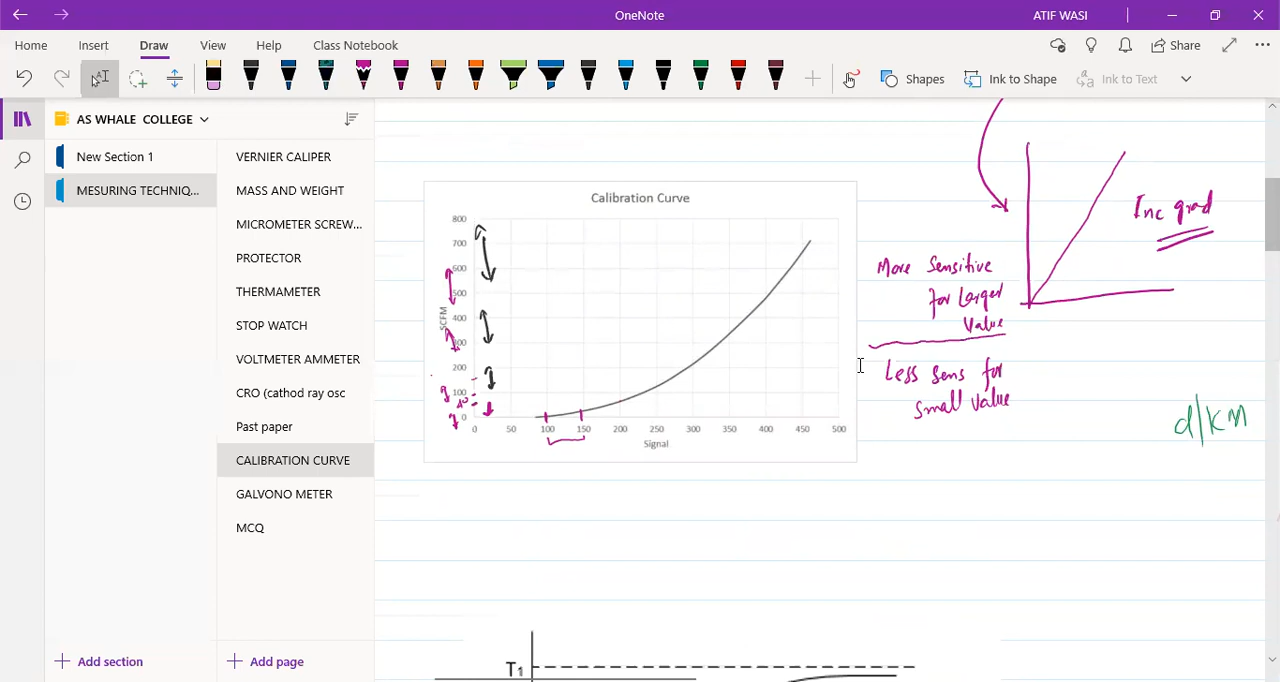 OneNote
ATIF WASI
Home
Insert
Draw
View
Help
Class Notebook
Share
Shapes
Ink to Shape
Ink to Text
AS WHALE COLLEGE
New Section 1
MESURING TECHNIQ...
VERNIER CALIPER
MASS AND WEIGHT
MICROMETER SCREW...
PROTECTOR
THERMAMETER
STOP WATCH
VOLTMETER AMMETER
CRO (cathod ray osc
Past paper
CALIBRATION CURVE
GALVONO METER
MCQ
Add section
Add page
Calibration Curve
800
700
600
500
400
300
200
100
0
SCFM
0 50 100 150 200 250 300 350 400 450 500
Signal
Inc grad
More Sensitive
for Larger
Value
Less Sens for
small value
d/km
T1